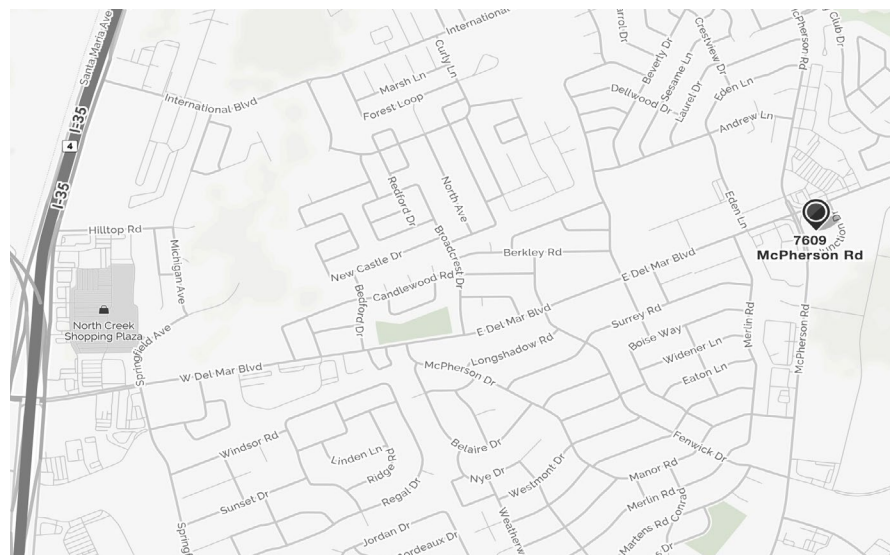 Santa Maria Ave
International
Curly Ln
Marsh Ln
Forest Loop
International Blvd
I-35
4
I-35
Beverly Dr
Sesame Ln
Crestview Dr
Laurel Dr
Eden Ln
Dellwood Dr
McPherson Rd
Club Dr
Andrew Ln
Hilltop Rd
Michigan Ave
Redford Dr
North Ave
Broadcrest Dr
New Castle Dr
Candlewood Rd
Bedford Dr
Berkley Rd
Eden Ln
E Del Mar Blvd
7609
McPherson Rd
North Creek
Shopping Plaza
Springfield Ave
W Del Mar Blvd
E Del Mar Blvd
Longshadow Rd
McPherson Dr
Surrey Rd
Boise Way
Widener Ln
Eaton Ln
Merlin Rd
McPherson Rd
Windsor Rd
Linden Ln
Ridge Rd
Regal Dr
Sunset Dr
Jordan Dr
Belaire Dr
Nye Dr
Westmont Dr
Fenwick Dr
Manor Rd
Merlin Rd
Martens Rd